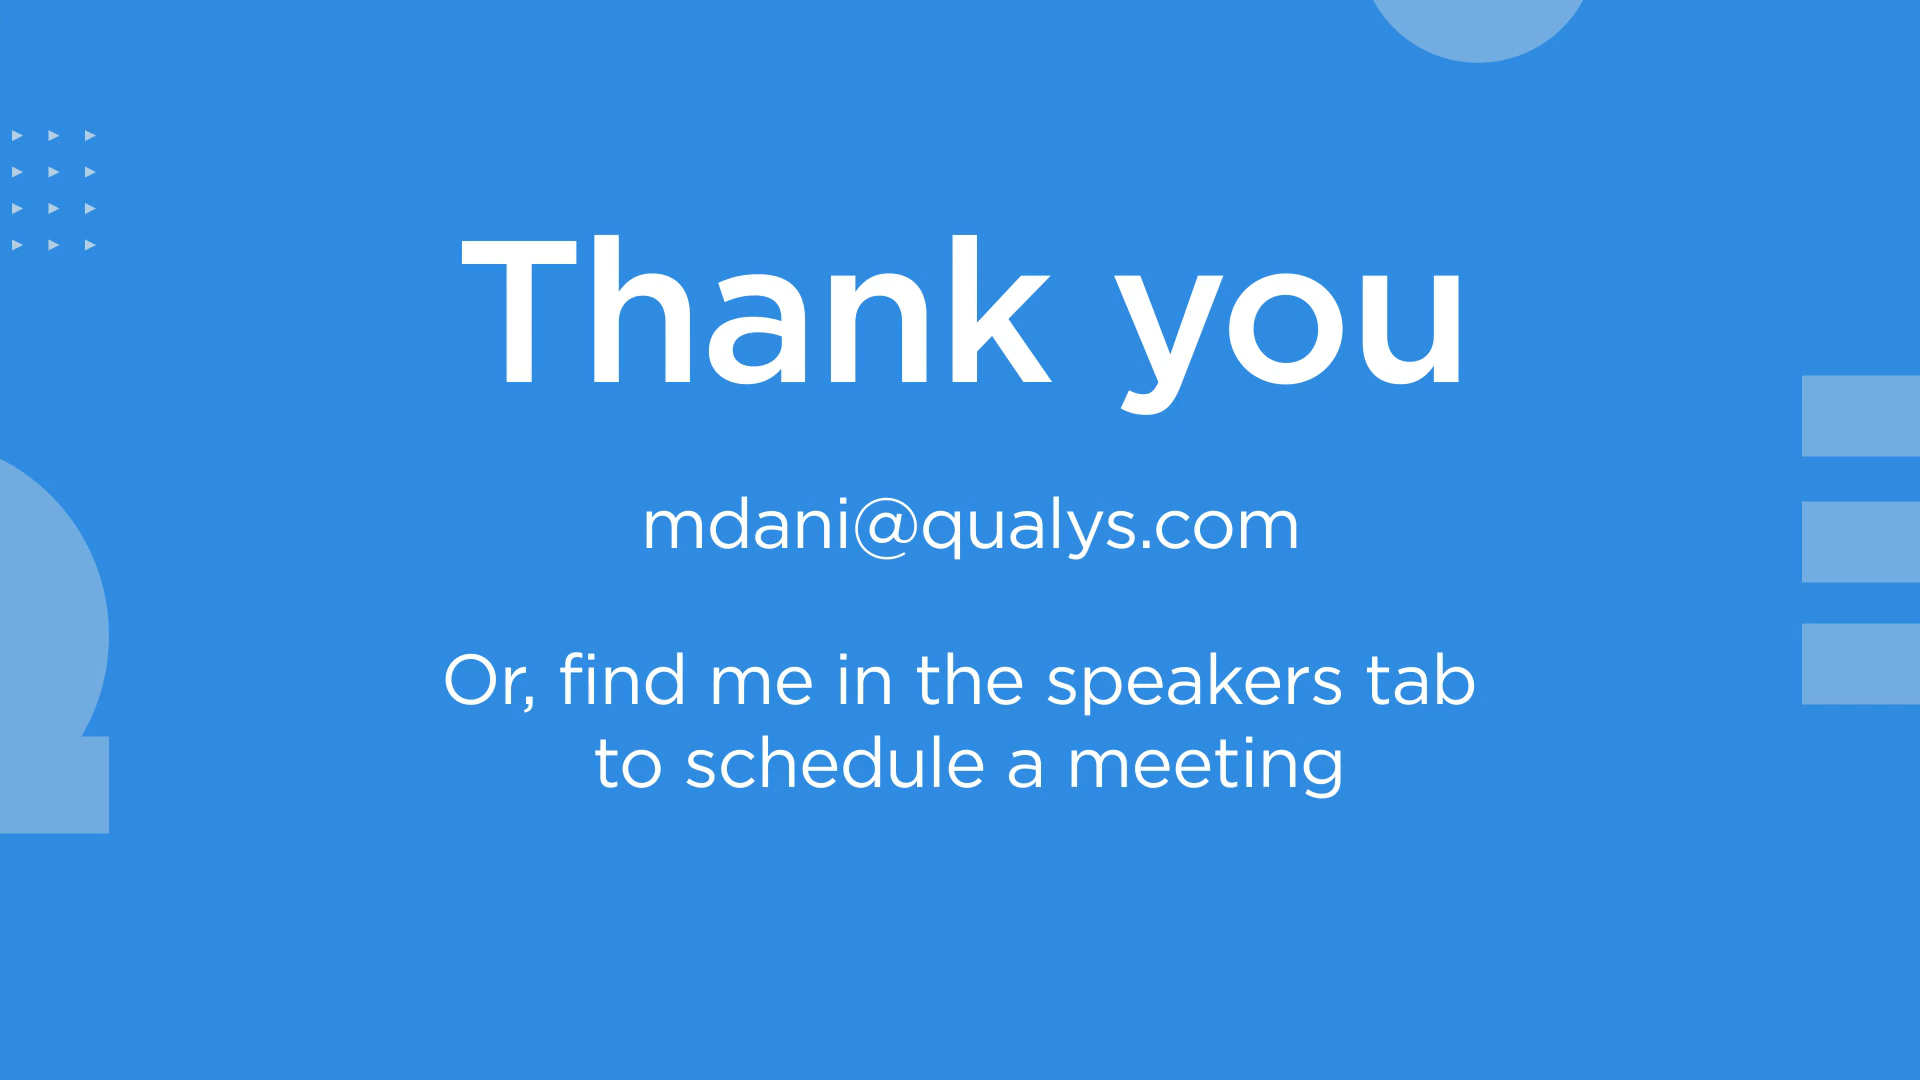 Thank you
mdani@qualys.com
Or, find me in the speakers tab
to schedule a meeting